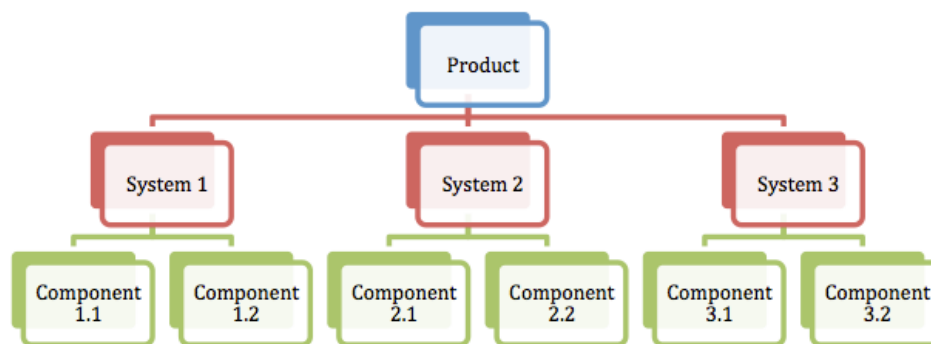 Product
System 1
System 2
System 3
Component
1.1
Component
1.2
Component
2.1
Component
2.2
Component
3.1
Component
3.2